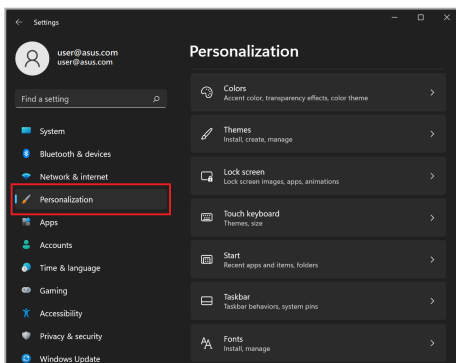 Settings
user@asus.com
user@asus.com
Find a setting
System
Bluetooth & devices
Network & internet
Personalization
Apps
Accounts
Time & language
Gaming
Accessibility
Privacy & security
Windows Update
Personalization
Colors
Accent color, transparency effects, color theme
Themes
Install, create, manage
Lock screen
Lock screen images, apps, animations
Touch keyboard
Themes, size
Start
Recent apps and items, folders
Taskbar
Taskbar behaviors, system pins
Fonts
Install, manage